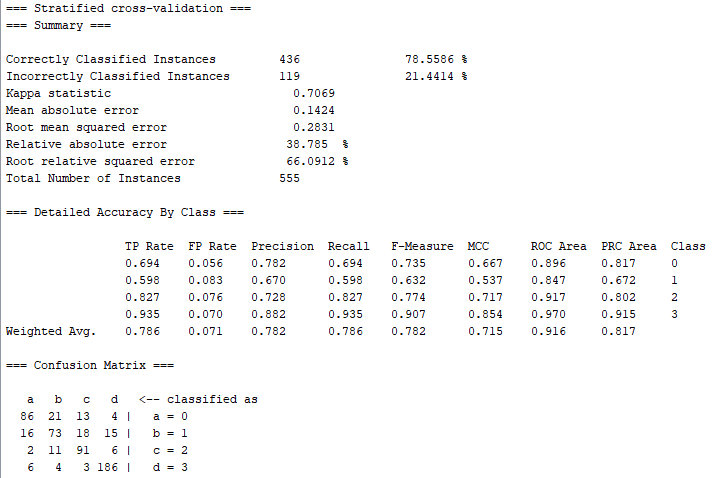 === Stratified cross-validation ===
=== Summary ===
Correctly Classified Instances 436 78.5586 %
Incorrectly Classified Instances 119 21.4414 %
Kappa statistic 0.7069
Mean absolute error 0.1424
Root mean squared error 0.2831
Relative absolute error 38.785 %
Root relative squared error 66.0912 %
Total Number of Instances 555
=== Detailed Accuracy By Class ===
TP Rate FP Rate Precision Recall F-Measure MCC ROC Area PRC Area Class
0.694 0.056 0.782 0.694 0.735 0.667 0.896 0.817 0
0.598 0.083 0.670 0.598 0.632 0.537 0.847 0.672 1
0.827 0.076 0.728 0.827 0.774 0.717 0.917 0.802 2
0.935 0.070 0.882 0.935 0.907 0.854 0.970 0.915 3
Weighted Avg. 0.786 0.071 0.782 0.786 0.782 0.715 0.916 0.817
=== Confusion Matrix ===
a b c d <-- classified as
86 21 13 4 | a = 0
16 73 18 15 | b = 1
2 11 91 6 | c = 2
6 4 3 186 | d = 3